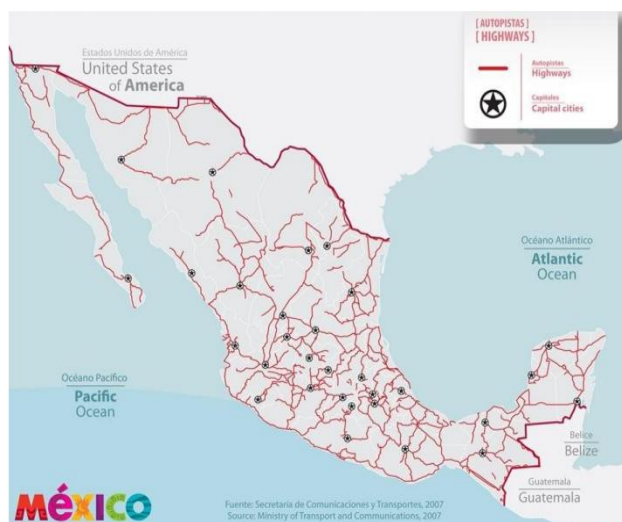 [ AUTOPISTAS ]
[ HIGHWAYS ]
Autopistas
Highways
Capitales
Capital cities
Estados Unidos de América
United States
of America
Océano Atlántico
Atlantic
Ocean
Océano Pacífico
Pacific
Ocean
Belice
Belize
Guatemala
Guatemala
méxico
Fuente: Secretaría de Comunicaciones y Transportes, 2007
Source: Ministry of Transport and Communications, 2007